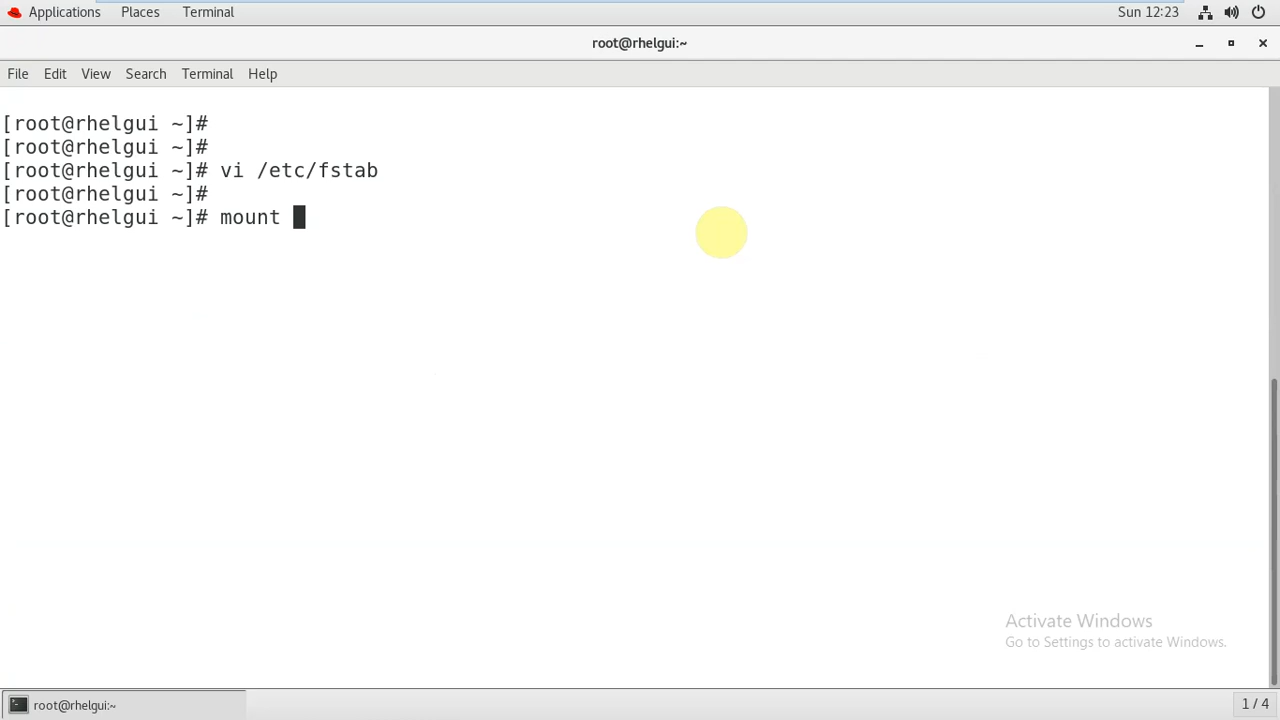 Applications Places Terminal Sun 12:23
root@rhelgui:~
File Edit View Search Terminal Help
[root@rhelgui ~]#
[root@rhelgui ~]#
[root@rhelgui ~]# vi /etc/fstab
[root@rhelgui ~]#
[root@rhelgui ~]# mount
Activate Windows
Go to Settings to activate Windows.
root@rhelgui:~ 1 / 4